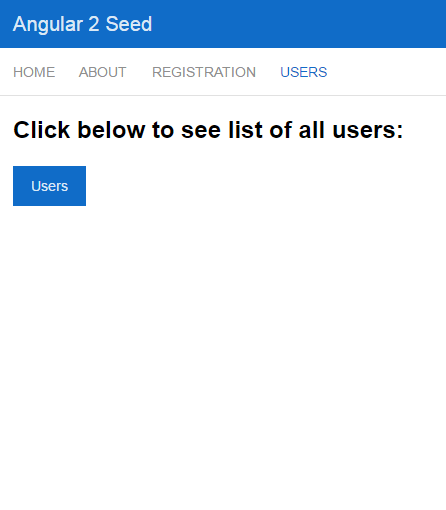 Angular 2 Seed
HOME ABOUT REGISTRATION USERS
Click below to see list of all users:
Users